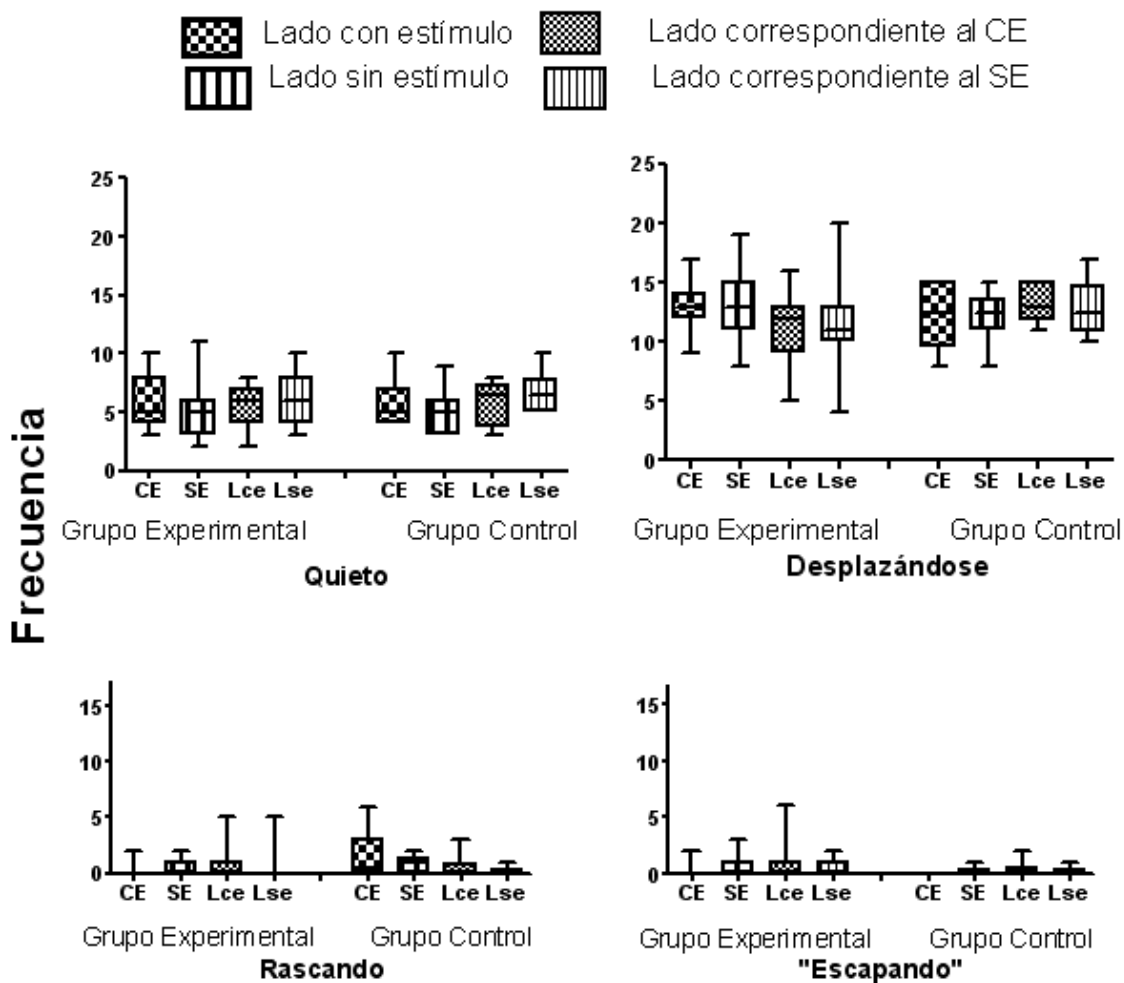 Lado con estímulo Lado correspondiente al CE
Lado sin estímulo Lado correspondiente al SE
Frecuencia
25
20
15
10
5
0
CE SE Lce Lse CE SE Lce Lse
Grupo Experimental Grupo Control
Quieto
25
20
15
10
5
0
CE SE Lce Lse CE SE Lce Lse
Grupo Experimental Grupo Control
Desplazándose
15
10
5
0
CE SE Lce Lse CE SE Lce Lse
Grupo Experimental Grupo Control
Rascando
15
10
5
0
CE SE Lce Lse CE SE Lce Lse
Grupo Experimental Grupo Control
"Escapando"